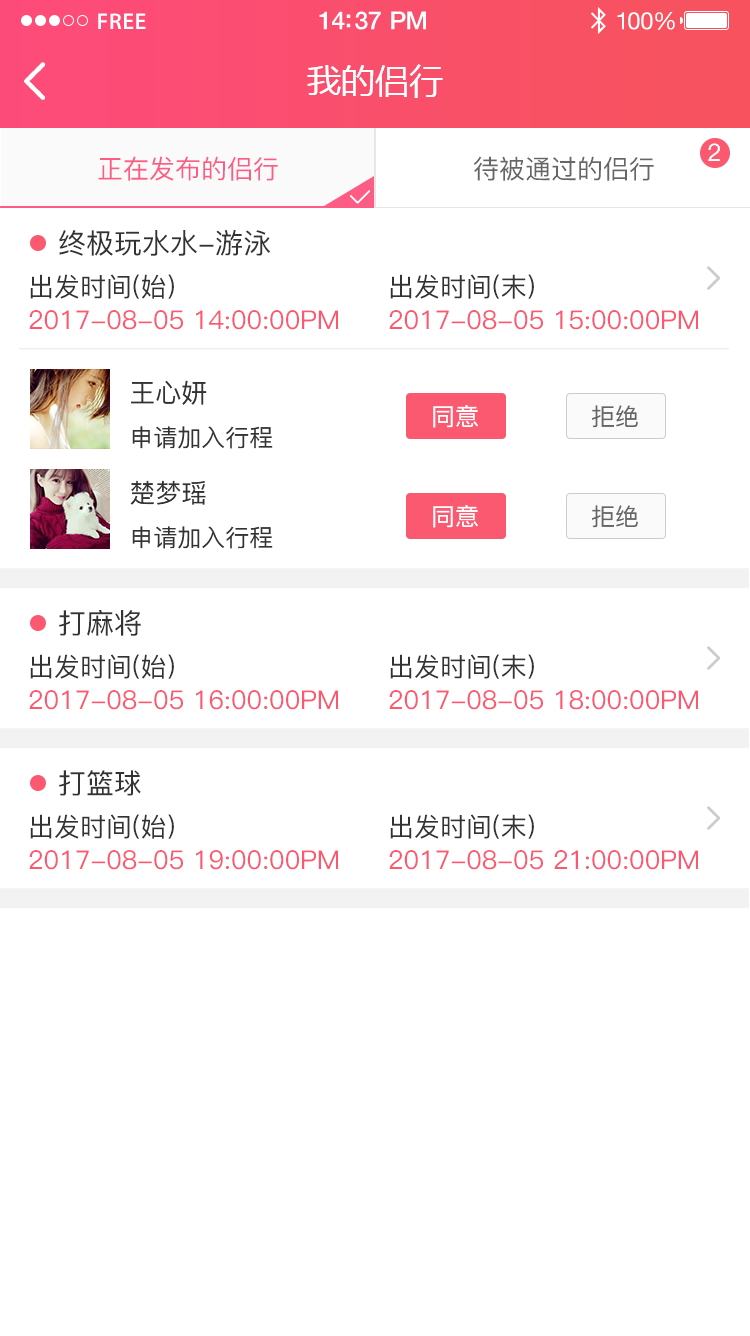 FREE 14:37 PM 100%
我的侣行
正在发布的侣行 待被通过的侣行 2
终极玩水水-游泳
出发时间(始) 出发时间(末)
2017-08-05 14:00:00PM 2017-08-05 15:00:00PM
王心妍
申请加入行程
同意 拒绝
楚梦瑶
申请加入行程
同意 拒绝
打麻将
出发时间(始) 出发时间(末)
2017-08-05 16:00:00PM 2017-08-05 18:00:00PM
打篮球
出发时间(始) 出发时间(末)
2017-08-05 19:00:00PM 2017-08-05 21:00:00PM